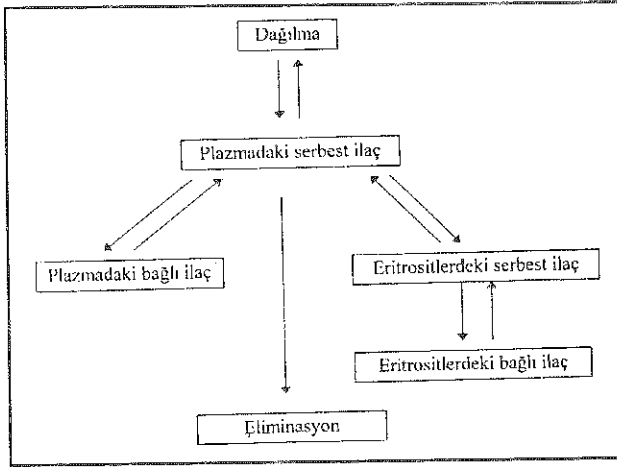 Dağılma
Plazmadaki serbest ilaç
Plazmadaki bağlı ilaç
Eritrositlerdeki serbest ilaç
Eritrositlerdeki bağlı ilaç
Eliminasyon